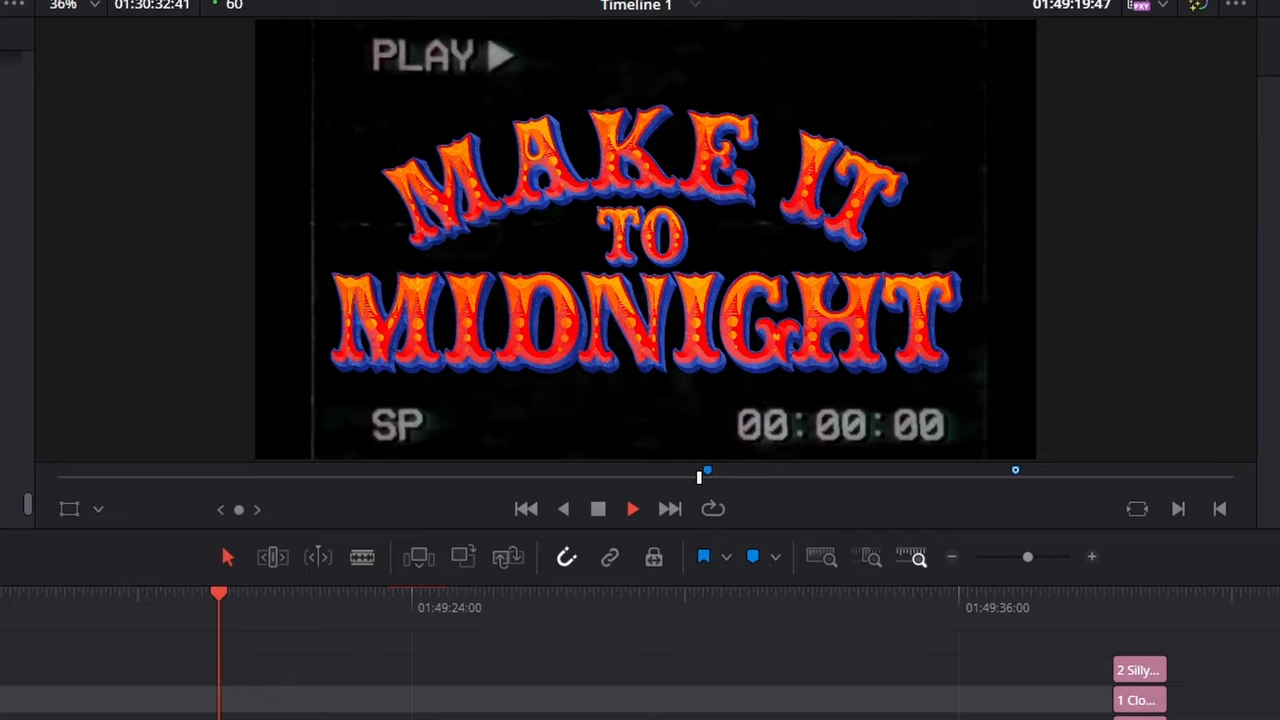 36% 01:30:32:41 60 Timeline 1 01:49:19:47 PXY
PLAY
MAKE IT
TO
MIDNIGHT
SP 00:00:00
01:49:24:00 01:49:36:00
2 Silly...
1 Clo...